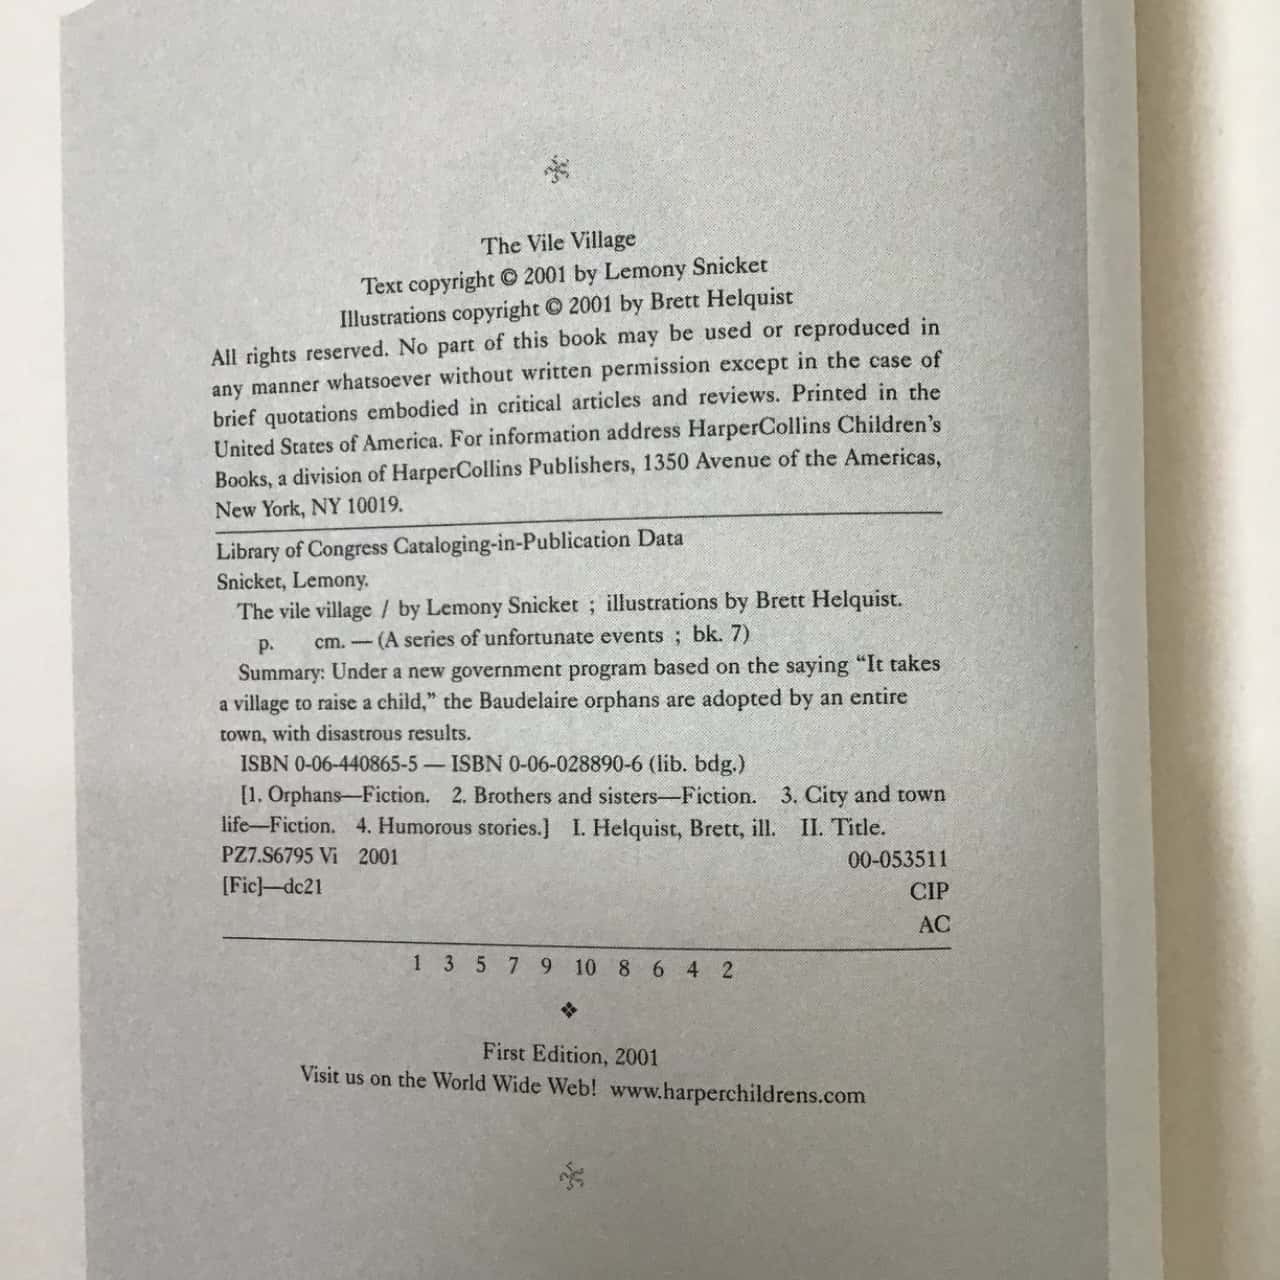 The Vile Village
Text copyright © 2001 by Lemony Snicket
Illustrations copyright © 2001 by Brett Helquist
All rights reserved. No part of this book may be used or reproduced in
any manner whatsoever without written permission except in the case of
brief quotations embodied in critical articles and reviews. Printed in the
United States of America. For information address HarperCollins Children's
Books, a division of HarperCollins Publishers, 1350 Avenue of the Americas,
New York, NY 10019.
Library of Congress Cataloging-in-Publication Data
Snicket, Lemony.
The vile village / by Lemony Snicket ; illustrations by Brett Helquist.
p. cm. — (A series of unfortunate events ; bk. 7)
Summary: Under a new government program based on the saying “It takes
a village to raise a child,” the Baudelaire orphans are adopted by an entire
town, with disastrous results.
ISBN 0-06-440865-5 — ISBN 0-06-028890-6 (lib. bdg.)
[1. Orphans—Fiction. 2. Brothers and sisters—Fiction. 3. City and town
life—Fiction. 4. Humorous stories.] I. Helquist, Brett, ill. II. Title.
PZ7.S6795 Vi 2001 00-053511
[Fic]—dc21 CIP
AC
1 3 5 7 9 10 8 6 4 2
❖
First Edition, 2001
Visit us on the World Wide Web! www.harperchildrens.com